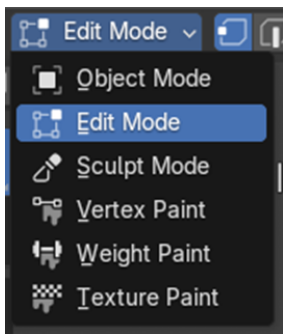 Edit Mode
Object Mode
Edit Mode
Sculpt Mode
Vertex Paint
Weight Paint
Texture Paint